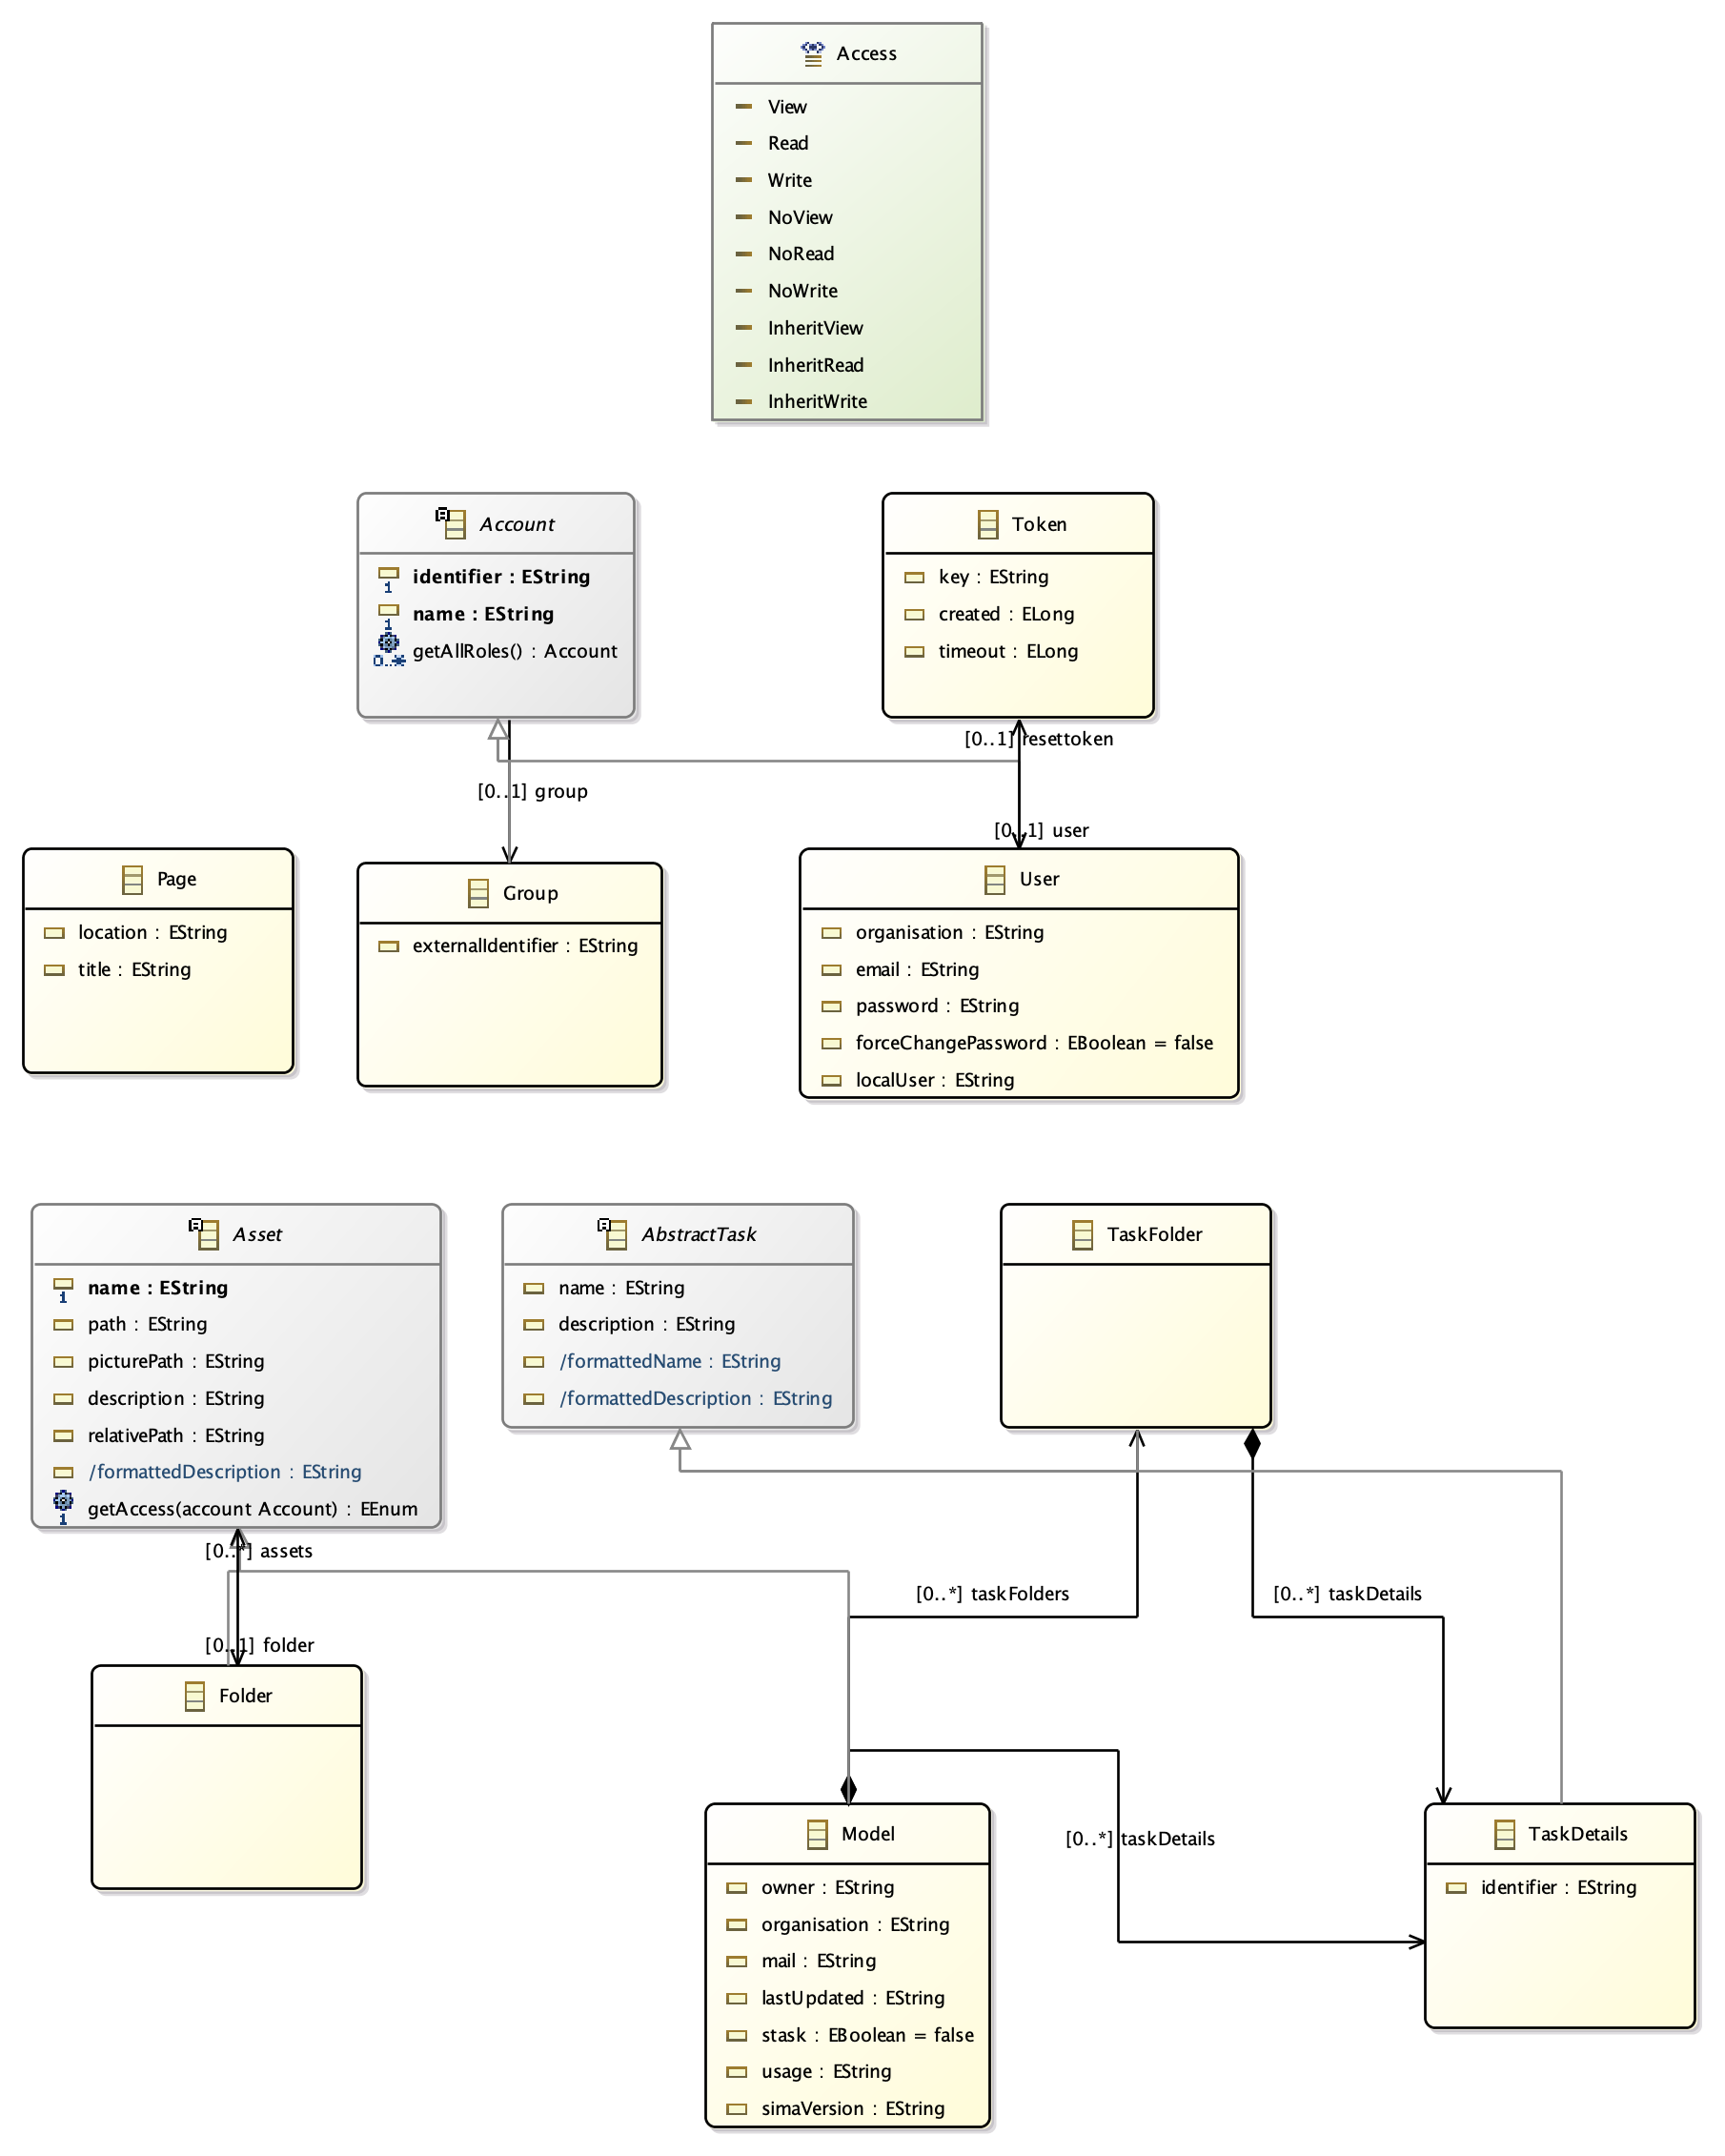 Access
View
Read
Write
NoView
NoRead
NoWrite
InheritView
InheritRead
InheritWrite
Account
identifier : EString
1
name : EString
1
getAllRoles() : Account
0..*
Token
key : EString
created : ELong
timeout : ELong
[0..1] resettoken
[0..1] group
[0..1] user
Page
location : EString
title : EString
Group
externalIdentifier : EString
User
organisation : EString
email : EString
password : EString
forceChangePassword : EBoolean = false
localUser : EString
Asset
name : EString
1
path : EString
picturePath : EString
description : EString
relativePath : EString
/formattedDescription : EString
getAccess(account Account) : EEnum
1
AbstractTask
name : EString
description : EString
/formattedName : EString
/formattedDescription : EString
TaskFolder
[0..*] assets
[0..*] taskFolders
[0..*] taskDetails
[0..1] folder
Folder
Model
owner : EString
organisation : EString
mail : EString
lastUpdated : EString
stask : EBoolean = false
usage : EString
simaVersion : EString
[0..*] taskDetails
TaskDetails
identifier : EString